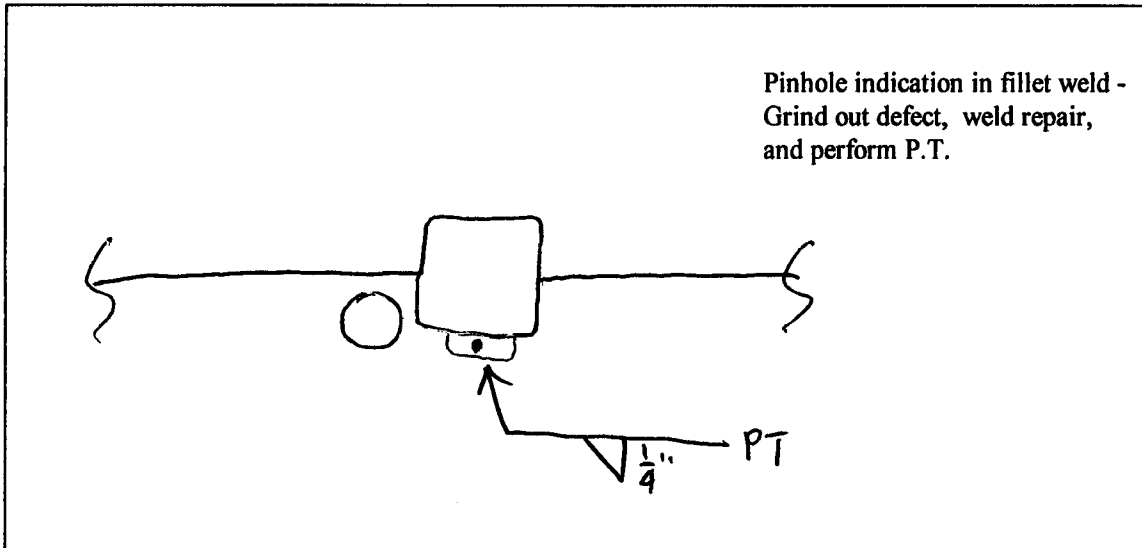 Pinhole indication in fillet weld -
Grind out defect, weld repair,
and perform P.T.
PT
1/4"